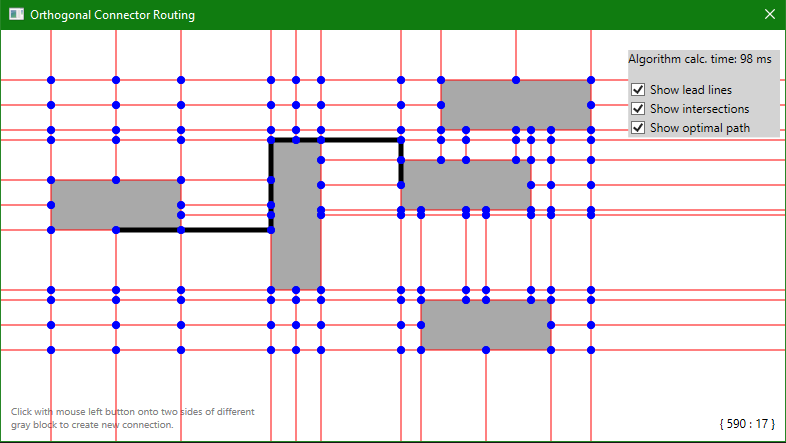 Orthogonal Connector Routing
Algorithm calc. time: 98 ms
Show lead lines
Show intersections
Show optimal path
Click with mouse left button onto two sides of different
gray block to create new connection.
{ 590 : 17 }